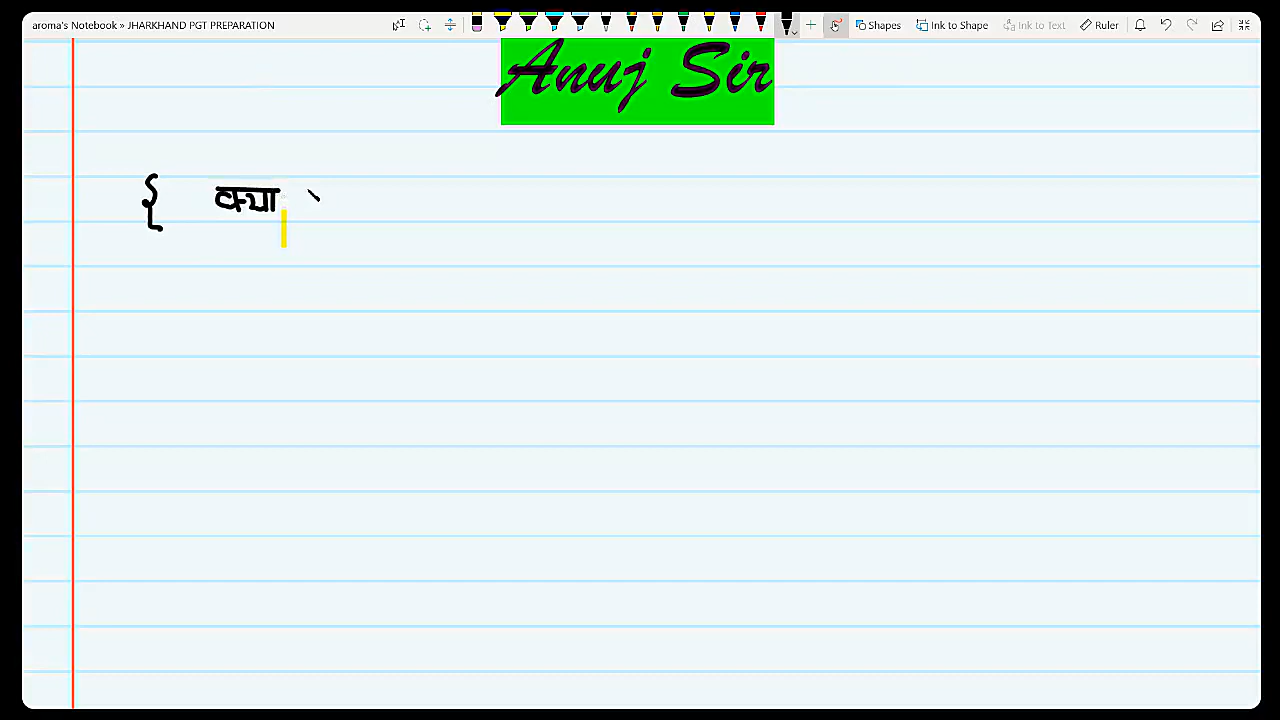 aroma's Notebook » JHARKHAND PGT PREPARATION
Shapes Ink to Shape Ink to Text Ruler
Anuj Sir
{ क्या